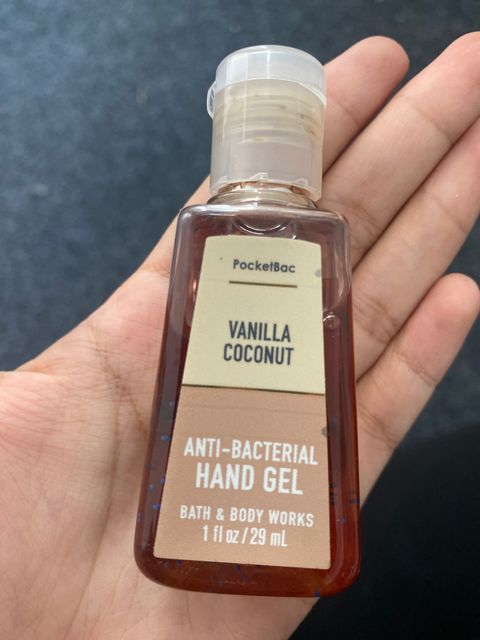 PocketBac
VANILLA
COCONUT
ANTI-BACTERIAL
HAND GEL
BATH & BODY WORKS
1 fl oz / 29 mL